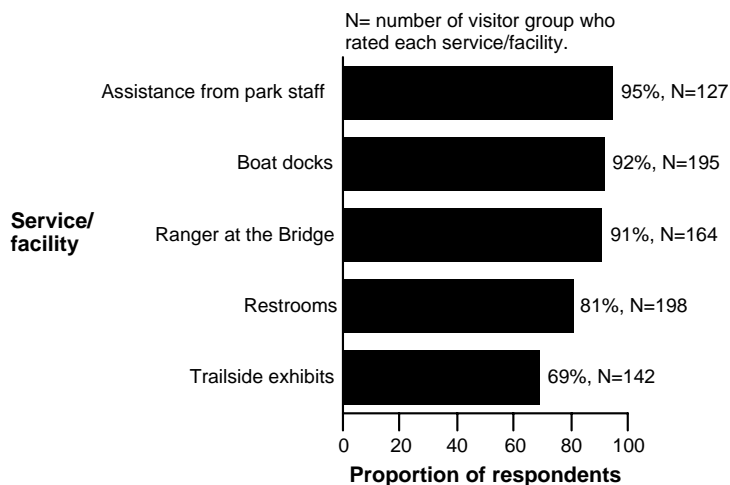 N= number of visitor group who
rated each service/facility.
Assistance from park staff
95%, N=127
Boat docks
92%, N=195
Service/
facility
Ranger at the Bridge
91%, N=164
Restrooms
81%, N=198
Trailside exhibits
69%, N=142
0 20 40 60 80 100
Proportion of respondents